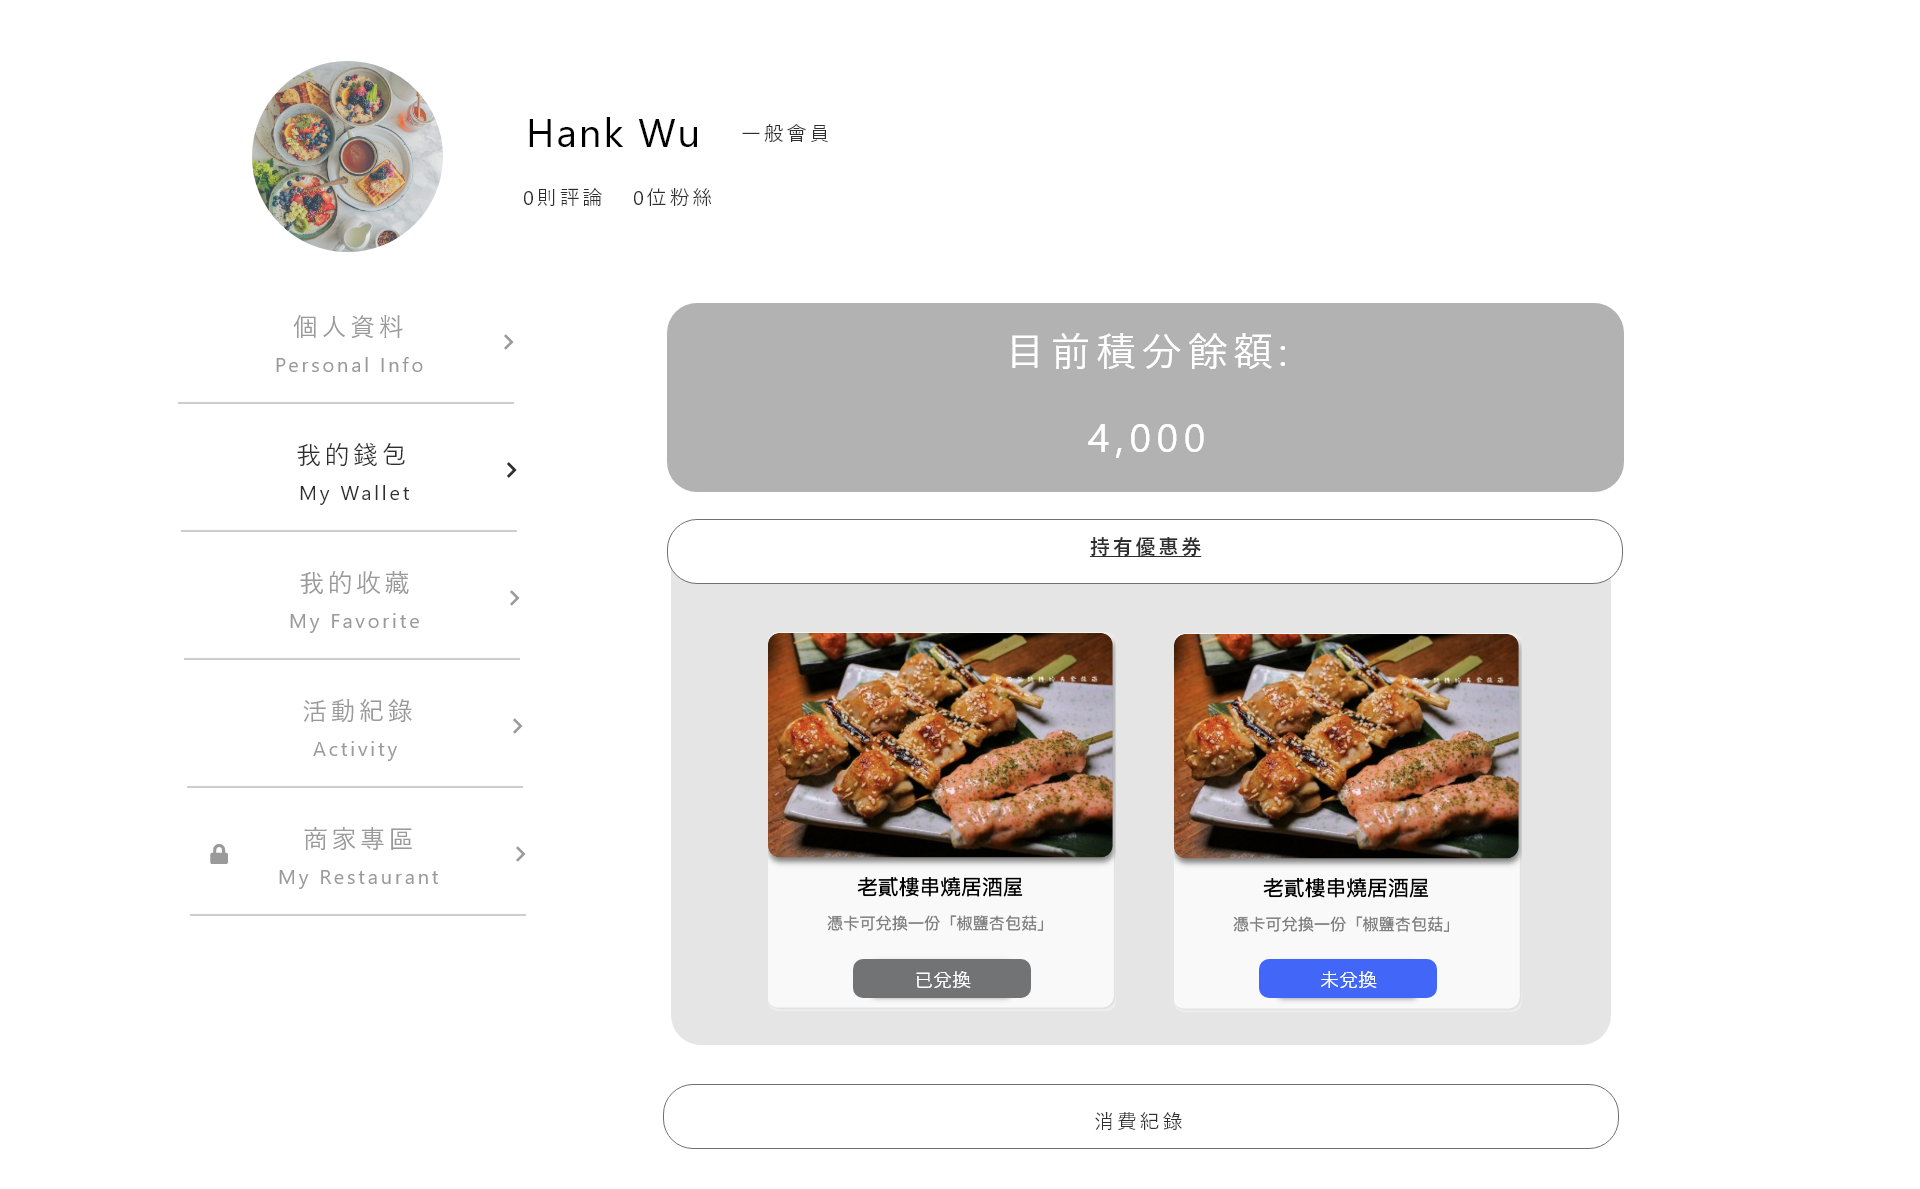 Hank Wu 一般會員
0則評論 0位粉絲
個人資料
Personal Info
我的錢包
My Wallet
我的收藏
My Favorite
活動紀錄
Activity
商家專區
My Restaurant
目前積分餘額:
4,000
持有優惠券
老貳樓串燒居酒屋
憑卡可兌換一份「椒鹽杏包菇」
已兌換
老貳樓串燒居酒屋
憑卡可兌換一份「椒鹽杏包菇」
未兌換
消費紀錄